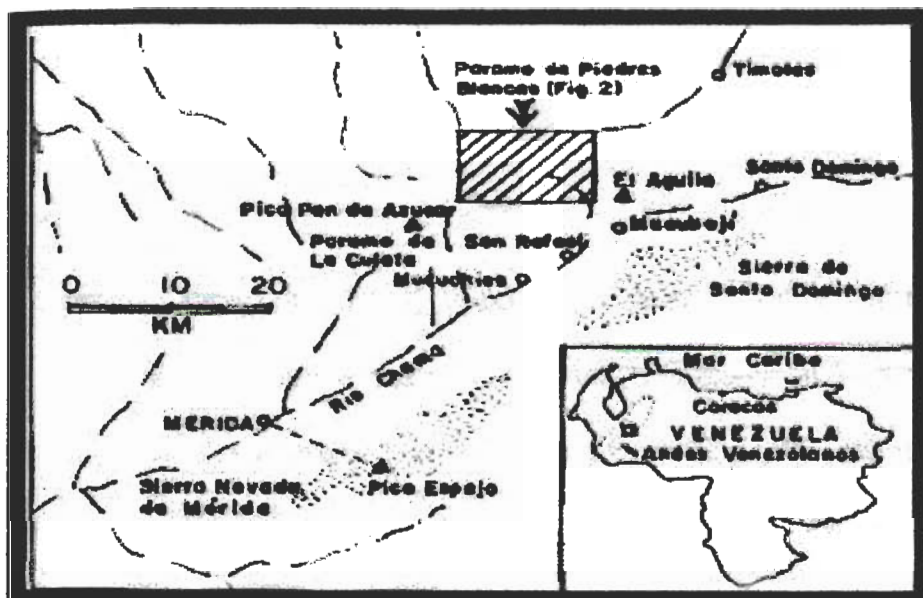 Paramo de Piedras
Blancas (Fig. 2)
Timotes
Santo Domingo
El Aguila
Pico Pan de Azucar
Mucubají
Paramo de
La Culata
San Rafael
Mucuchies
Sierra de
Santo Domingo
0 10 20
KM
Rio Chama
MERIDA
Sierra Nevada
de Mérida
Pico Espejo
Mar Caribe
Caracas
VENEZUELA
Andes Venezolanos